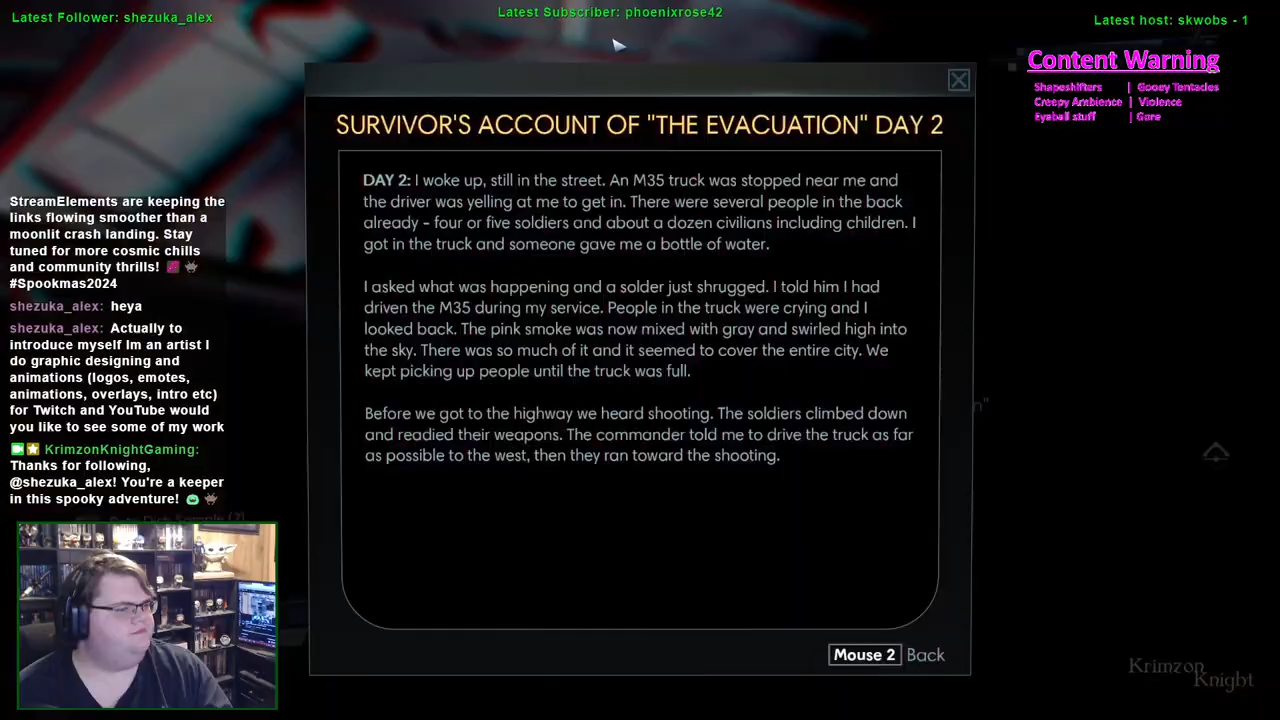 Latest Follower: shezuka_alex
Latest Subscriber: phoenixrose42
Latest host: skwobs - 1
Content Warning
Shapeshifters | Gooey Tentacles
Creepy Ambience | Violence
Eyeball stuff | Gore
SURVIVOR'S ACCOUNT OF "THE EVACUATION" DAY 2
DAY 2: I woke up, still in the street. An M35 truck was stopped near me and
the driver was yelling at me to get in. There were several people in the back
already - four or five soldiers and about a dozen civilians including children. I
got in the truck and someone gave me a bottle of water.
I asked what was happening and a solder just shrugged. I told him I had
driven the M35 during my service. People in the truck were crying and I
looked back. The pink smoke was now mixed with gray and swirled high into
the sky. There was so much of it and it seemed to cover the entire city. We
kept picking up people until the truck was full.
Before we got to the highway we heard shooting. The soldiers climbed down
and readied their weapons. The commander told me to drive the truck as far
as possible to the west, then they ran toward the shooting.
Mouse 2 Back
StreamElements are keeping the
links flowing smoother than a
moonlit crash landing. Stay
tuned for more cosmic chills
and community thrills!
#Spookmas2024
shezuka_alex: heya
shezuka_alex: Actually to
introduce myself Im an artist I
do graphic designing and
animations (logos, emotes,
animations, overlays, intro etc)
for Twitch and YouTube would
you like to see some of my work
KrimzonKnightGaming:
Thanks for following,
@shezuka_alex! You're a keeper
in this spooky adventure!
Krimzon
Knight